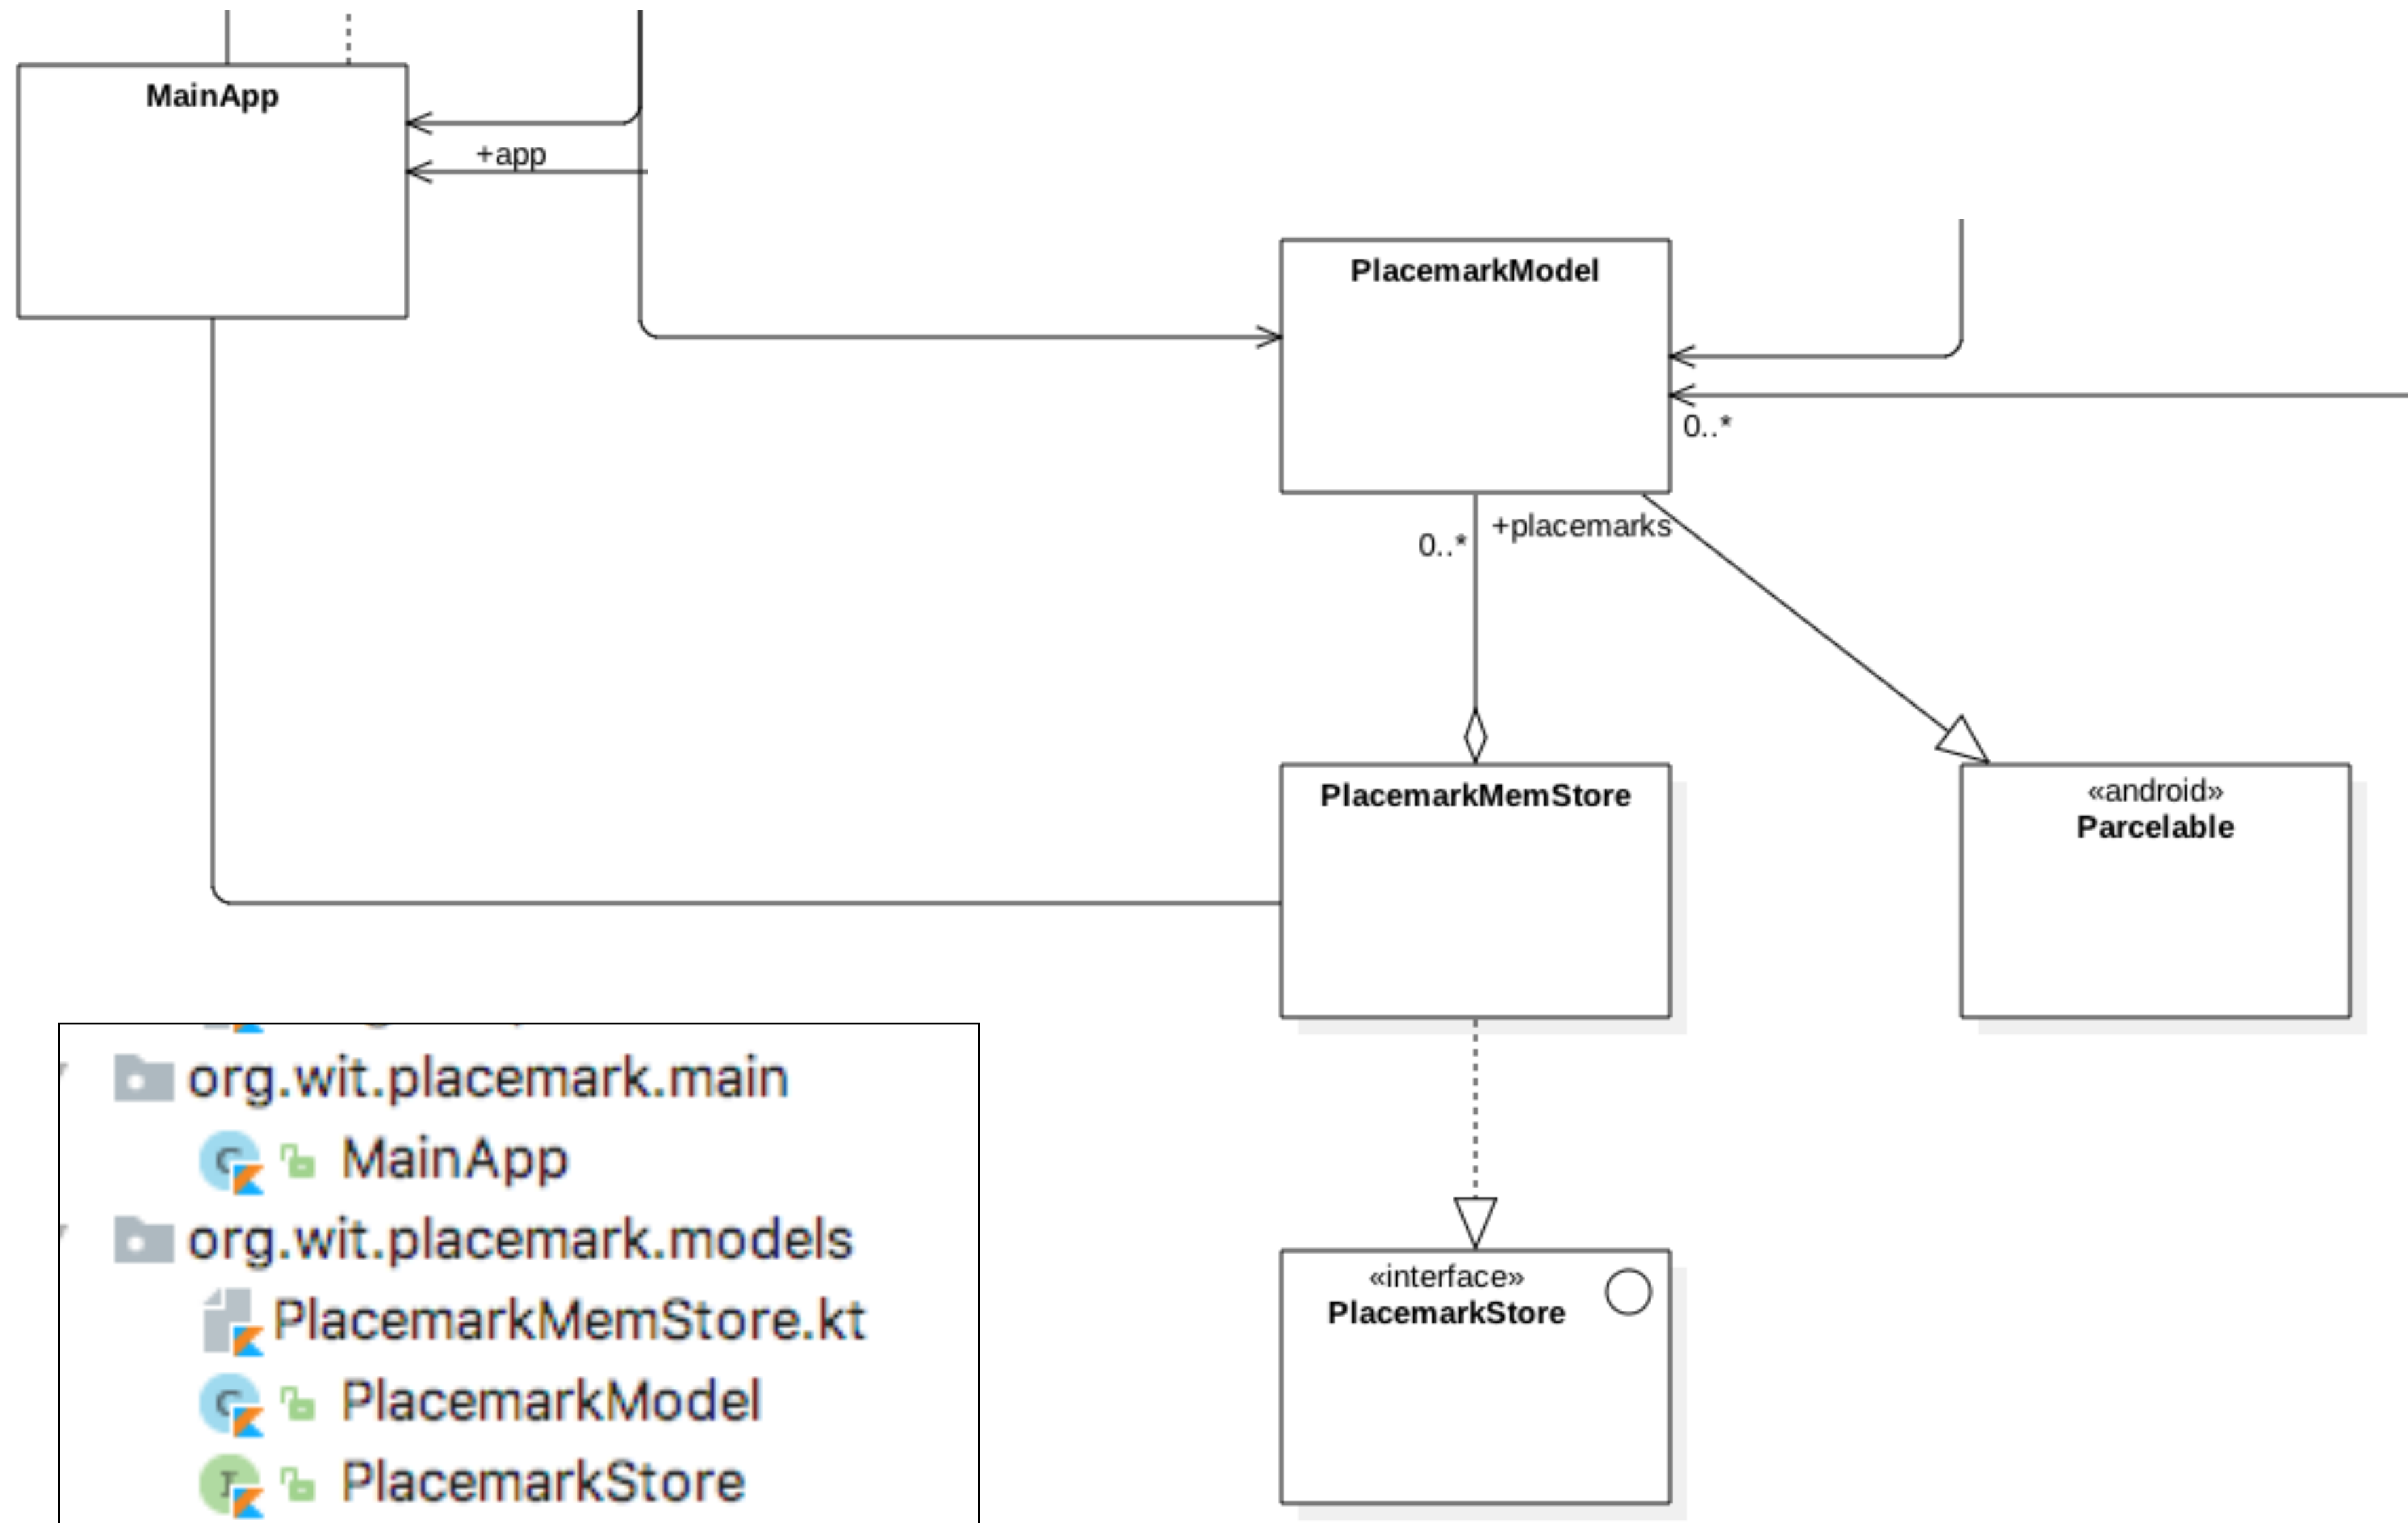 MainApp
+app
PlacemarkModel
0..*
+placemarks
0..*
PlacemarkMemStore
«android»
Parcelable
«interface»
PlacemarkStore
org.wit.placemark.main
MainApp
org.wit.placemark.models
PlacemarkMemStore.kt
PlacemarkModel
PlacemarkStore